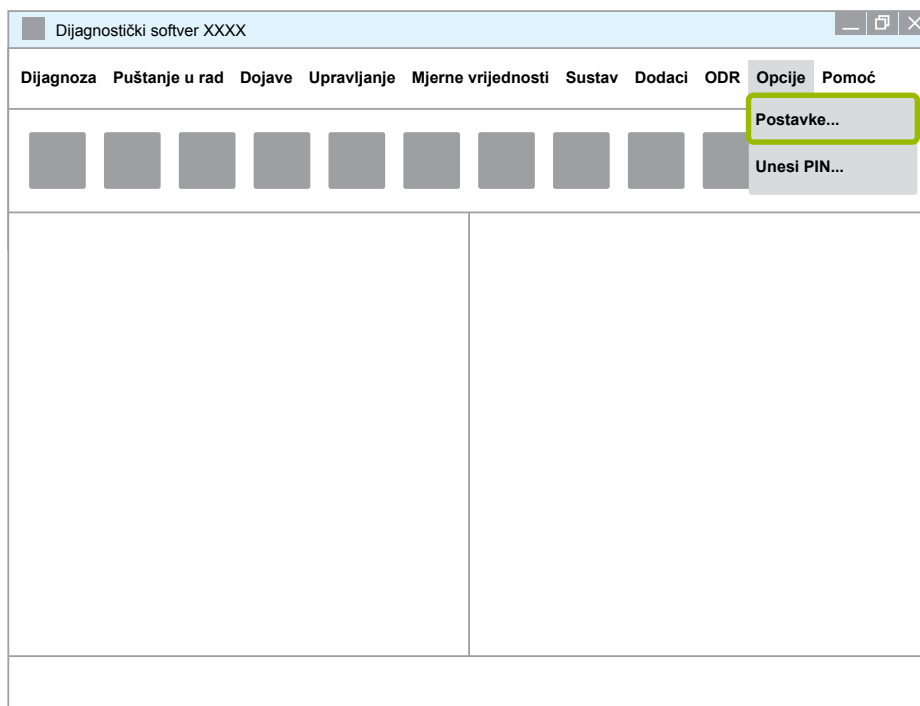 Dijagnostički softver XXXX
Dijagnoza Puštanje u rad Dojave Upravljanje Mjerne vrijednosti Sustav Dodaci ODR Opcije Pomoć
Postavke...
Unesi PIN...